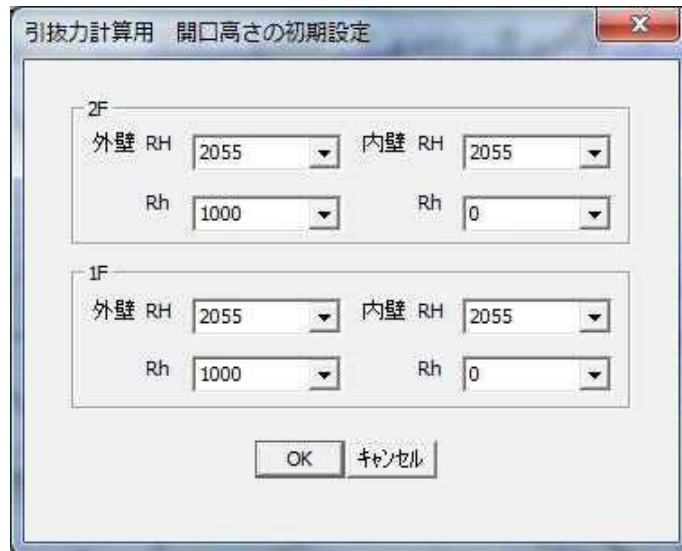 引抜力計算用　開口高さの初期設定
2F
外壁 RH 2055 内壁 RH 2055
Rh 1000 Rh 0
1F
外壁 RH 2055 内壁 RH 2055
Rh 1000 Rh 0
OK ｷｬﾝｾﾙ